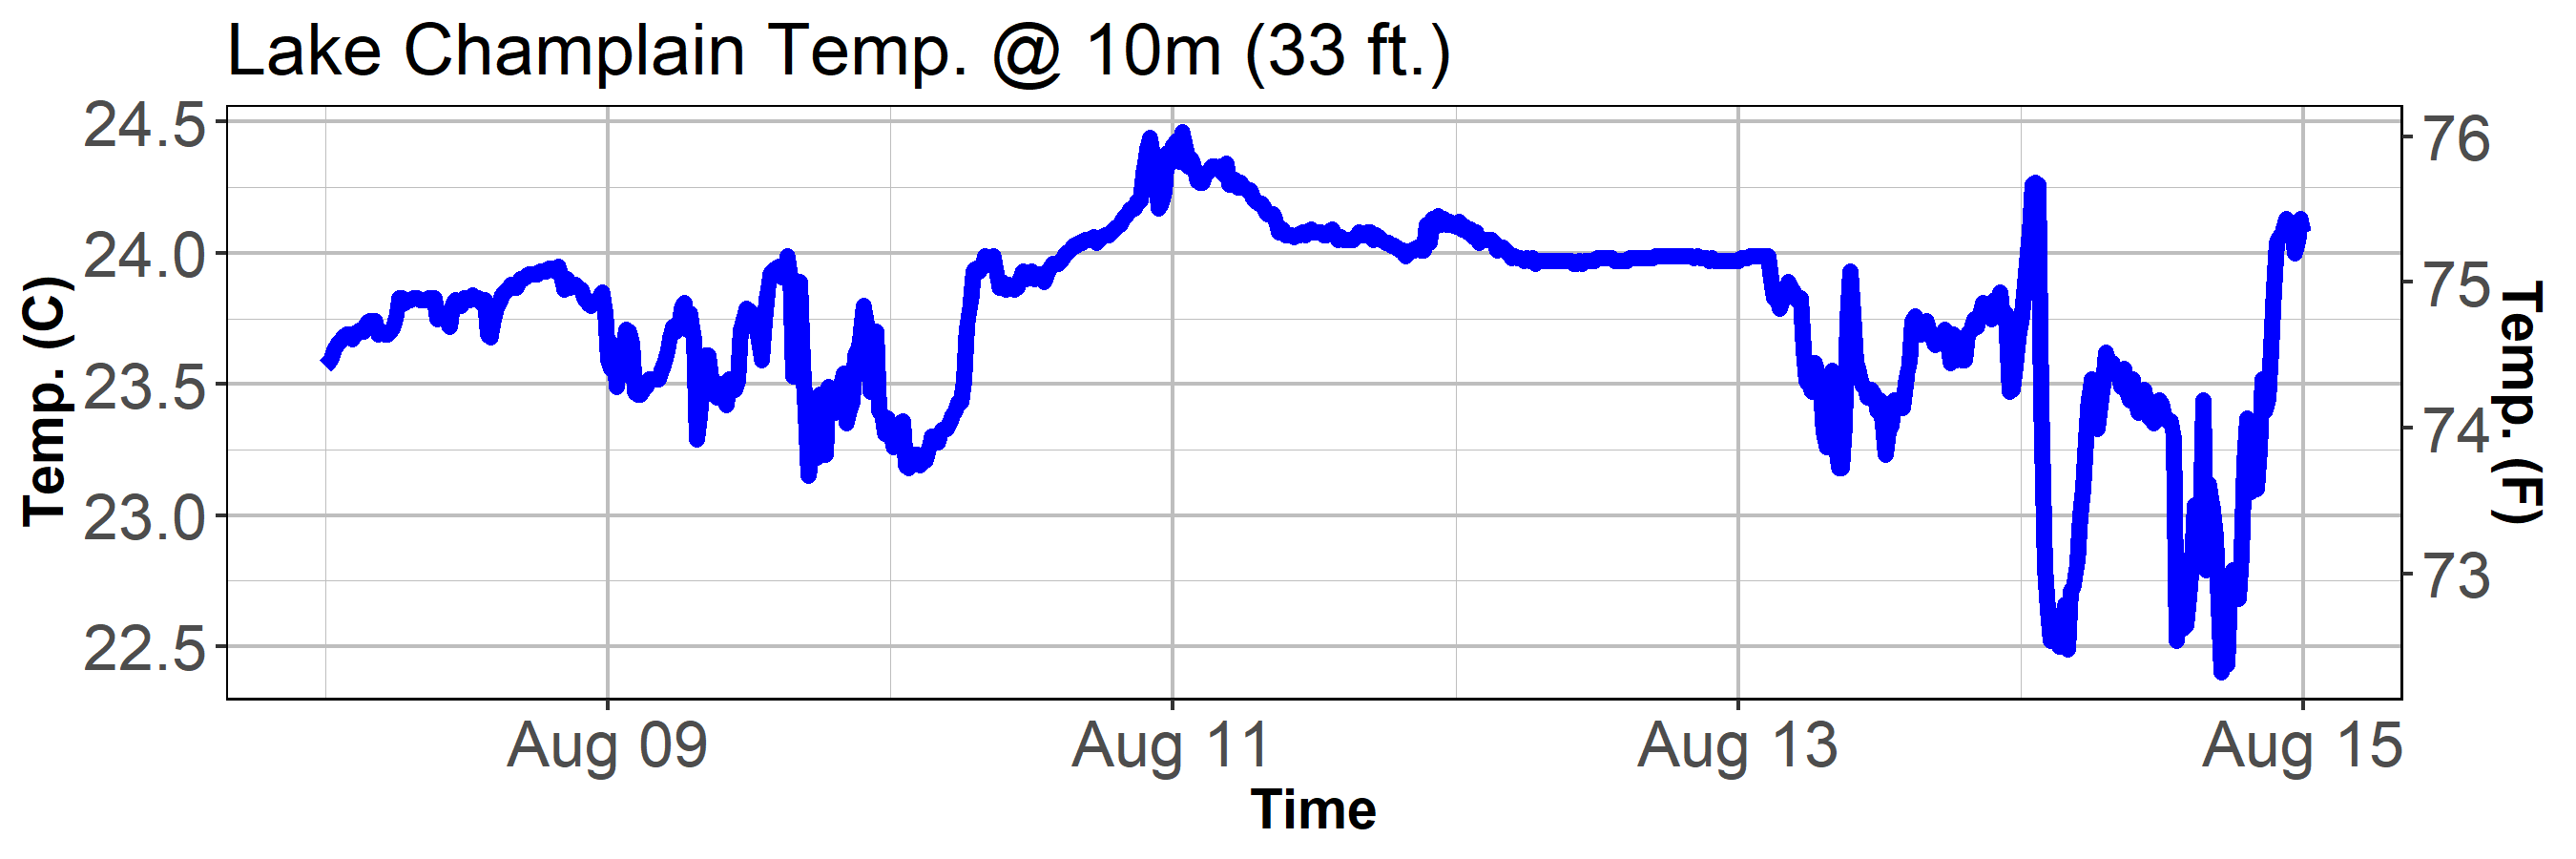 Lake Champlain Temp. @ 10m (33 ft.)
24.5
24.0
23.5
23.0
22.5
Temp. (C)
76
75
74
73
Temp. (F)
Aug 09
Aug 11
Aug 13
Aug 15
Time